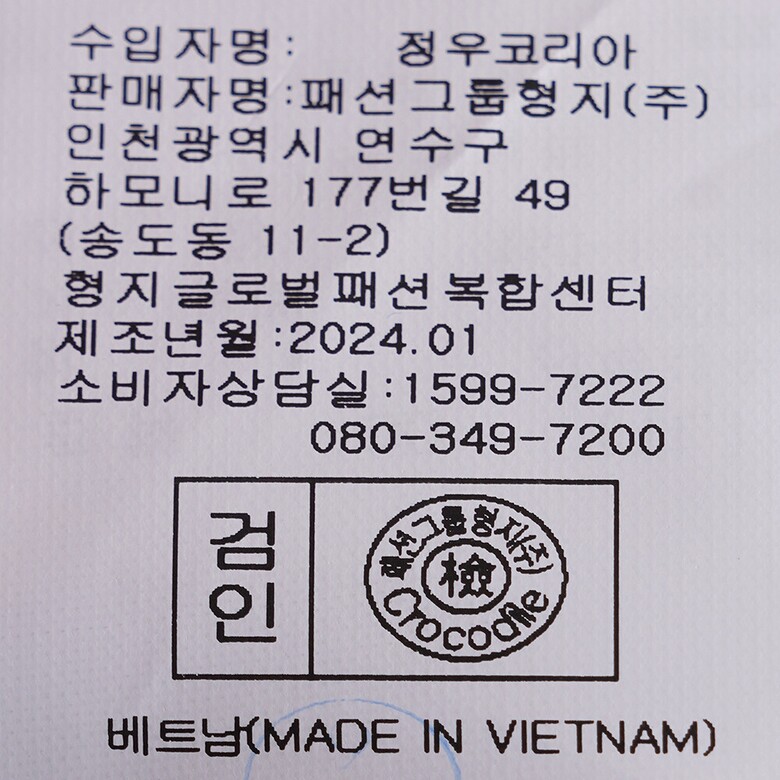 수입자명: 정우코리아
판매자명:패션그룹형지(주)
인천광역시 연수구
하모니로 177번길 49
(송도동 11-2)
형지글로벌패션복합센터
제조년월:2024.01
소비자상담실:1599-7222
080-349-7200
검인
패션그룹형지(주)
檢
Crocodile
베트남(MADE IN VIETNAM)